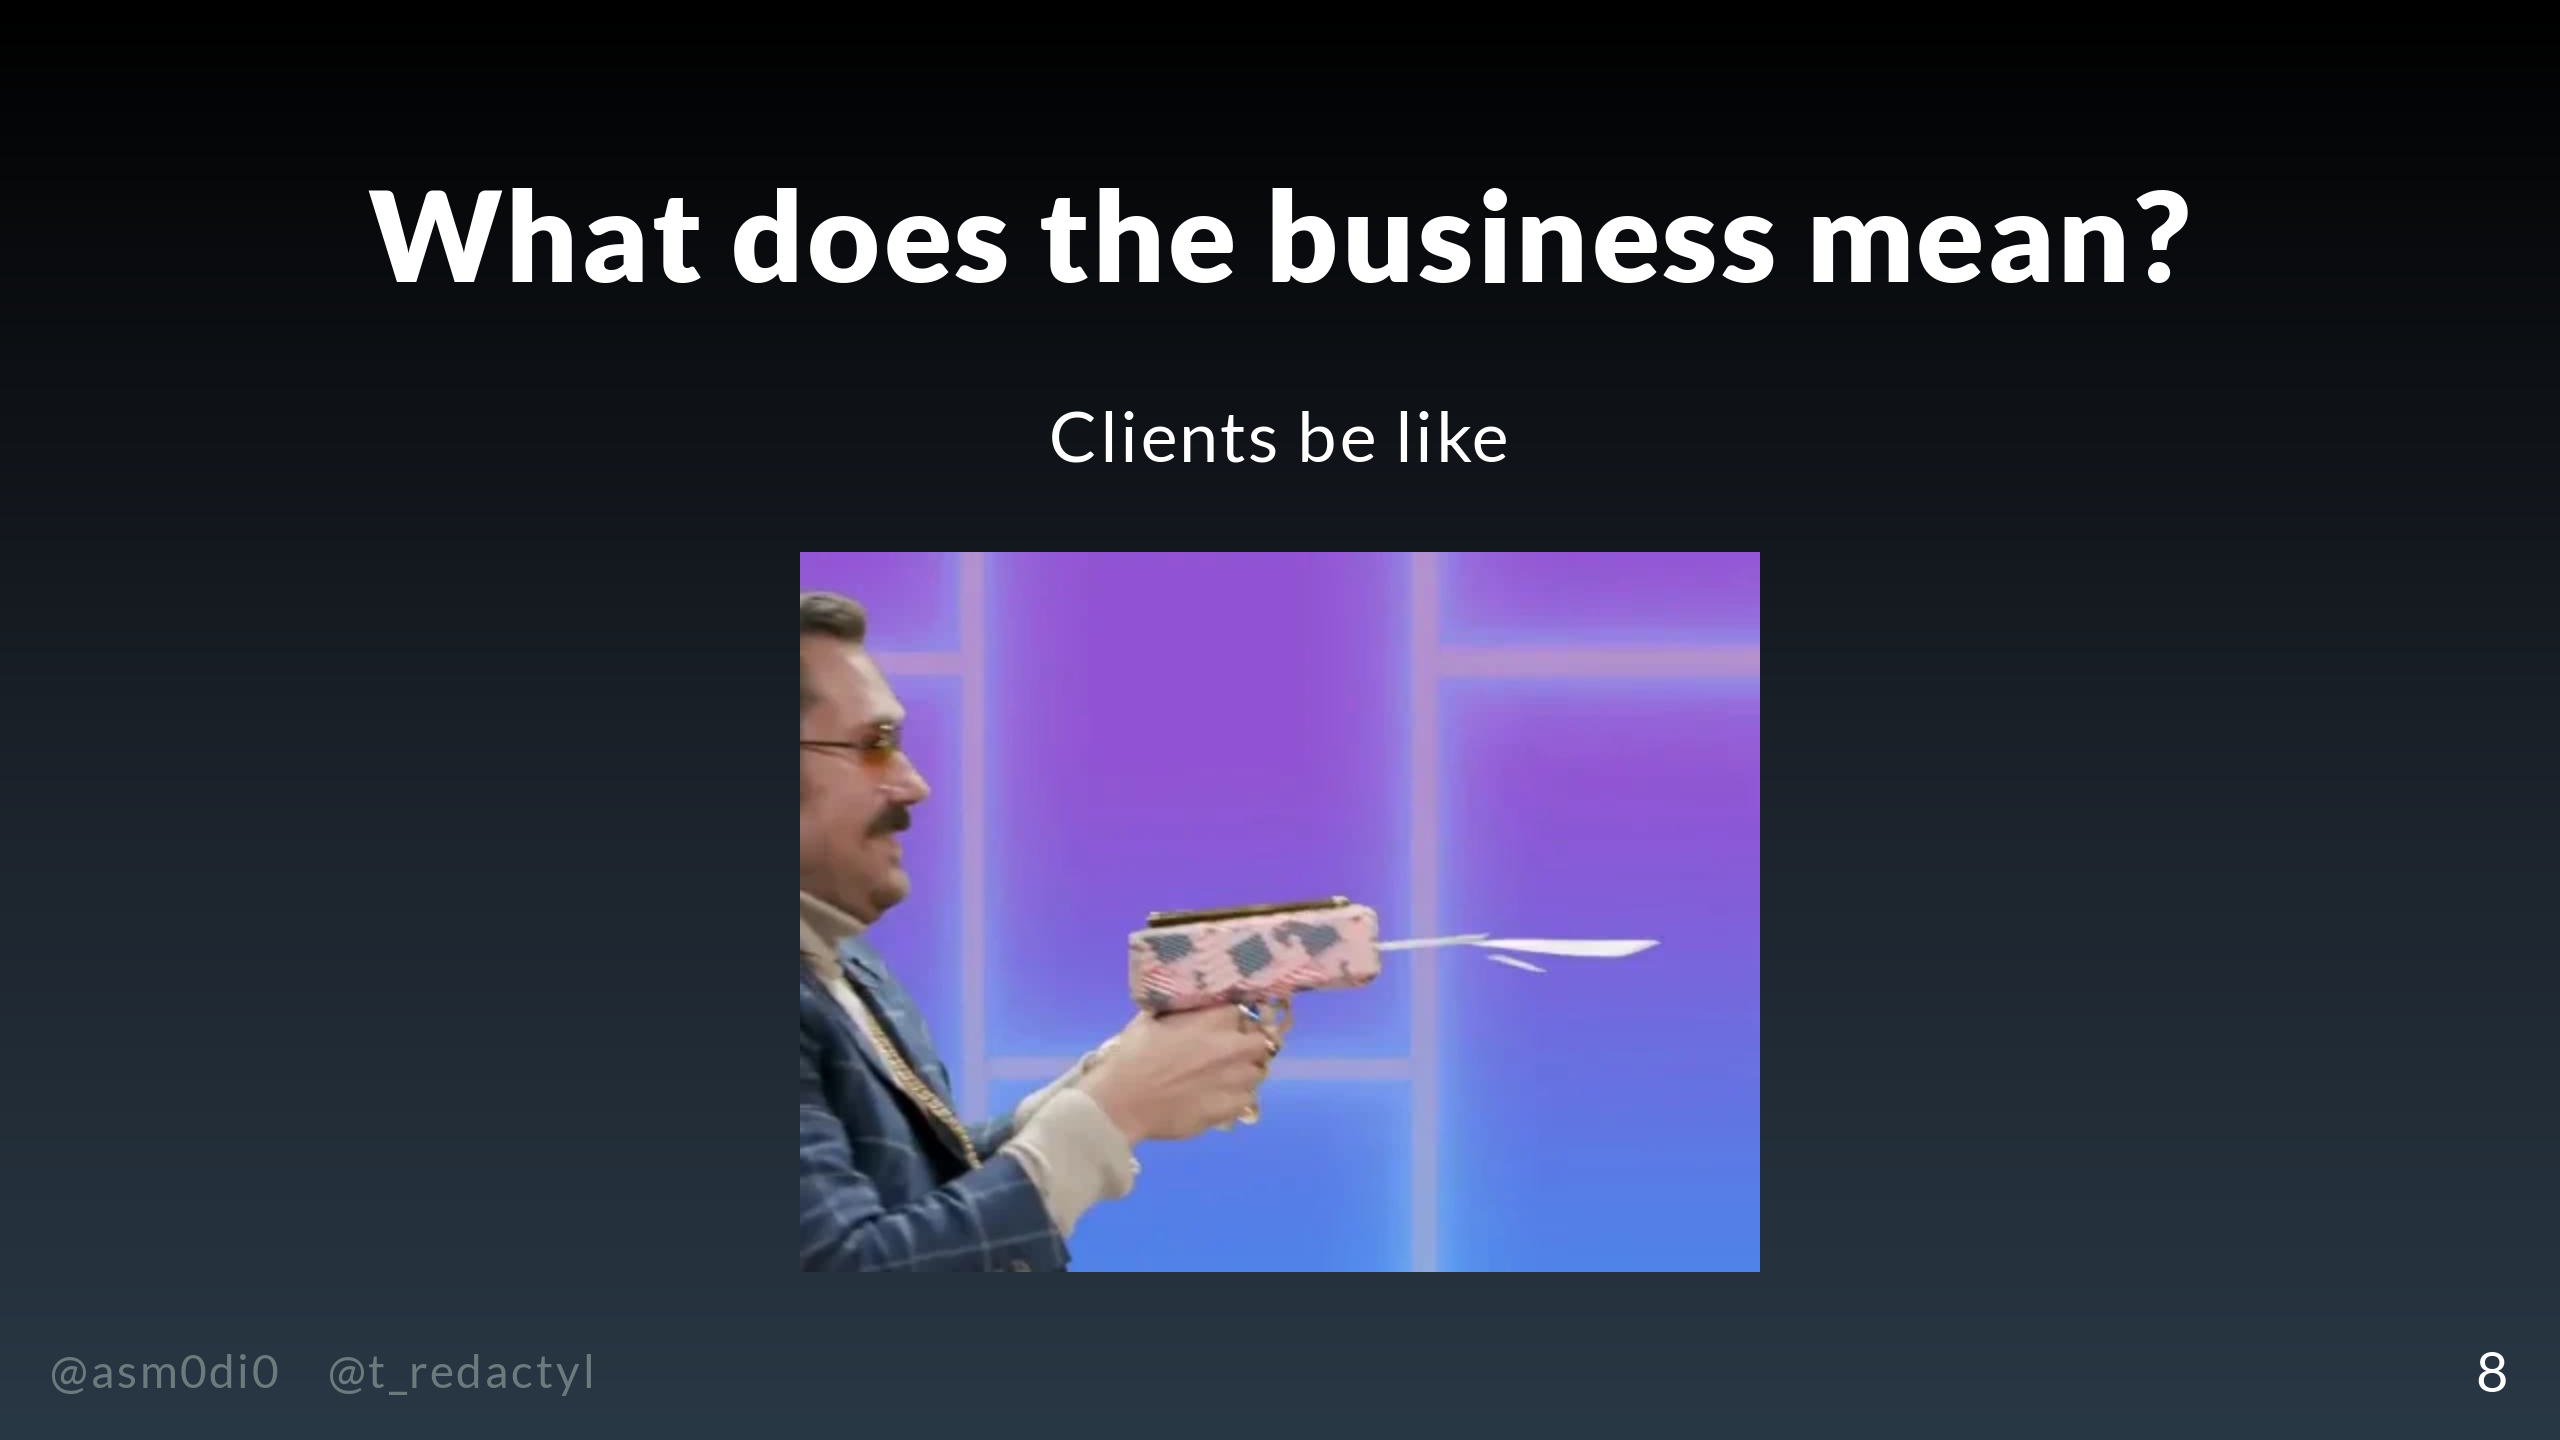 What does the business mean?
Clients be like
@asm0di0 @t_redactyl
8